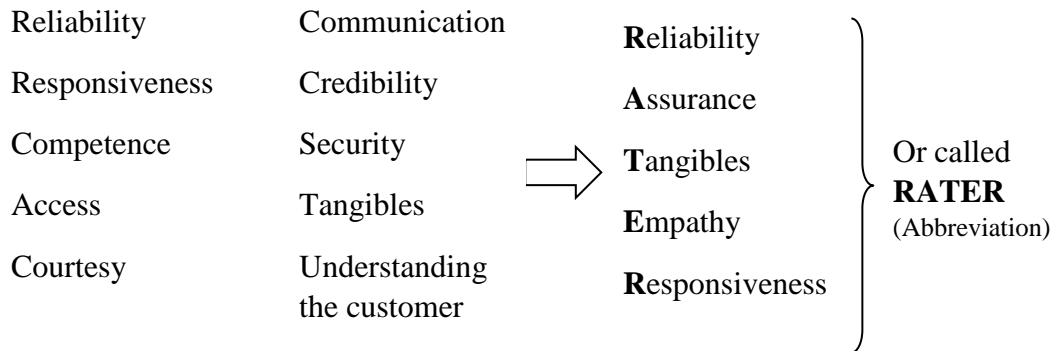 Reliability
Responsiveness
Competence
Access
Courtesy
Communication
Credibility
Security
Tangibles
Understanding
the customer
Reliability
Assurance
Tangibles
Empathy
Responsiveness
Or called
RATER
(Abbreviation)